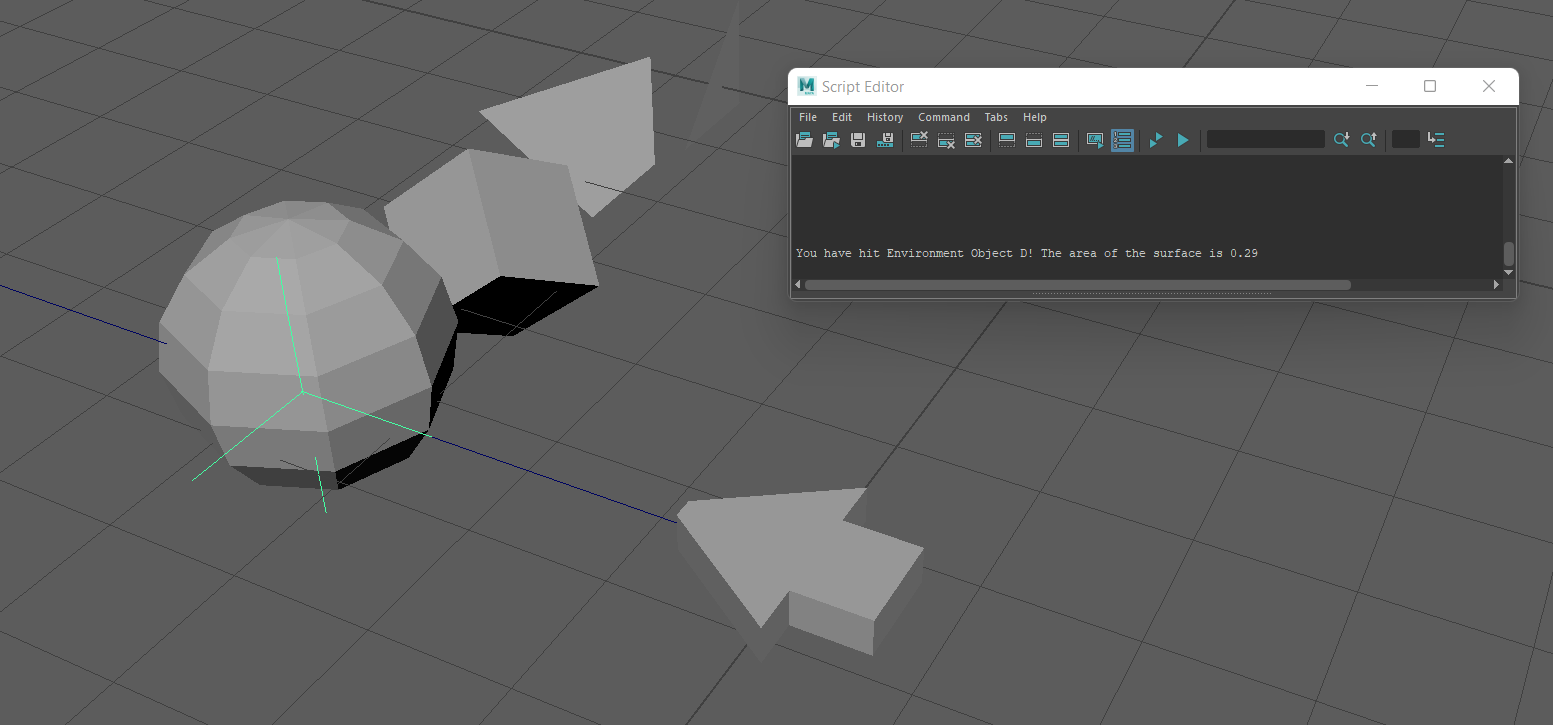 Script Editor
File Edit History Command Tabs Help
You have hit Environment Object D! The area of the surface is 0.29